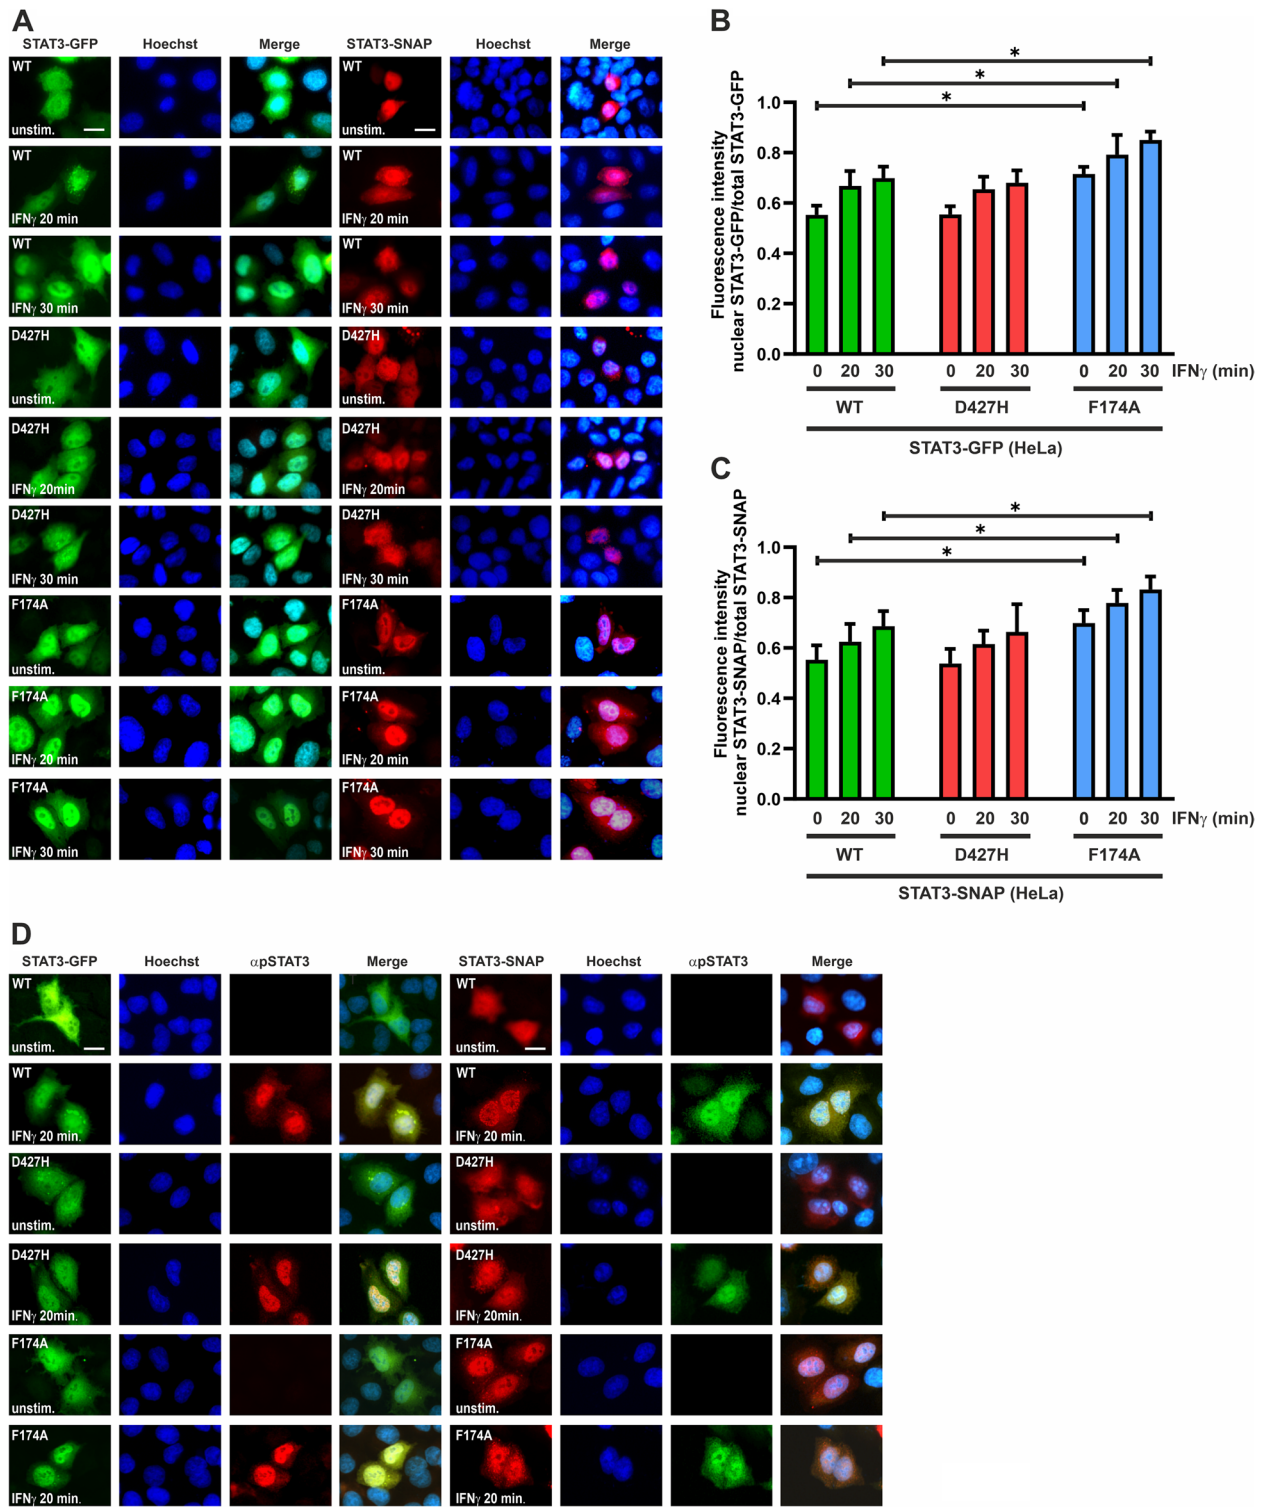 A
STAT3-GFP Hoechst Merge STAT3-SNAP Hoechst Merge
WT WT
unstim.
WT WT
IFNγ 20 min IFNγ 20 min
WT WT
IFNγ 30 min IFNγ 30 min
D427H D427H
unstim. unstim.
D427H D427H
IFNγ 20min IFNγ 20min
D427H D427H
IFNγ 30 min IFNγ 30 min
F174A F174A
unstim. unstim.
F174A F174A
IFNγ 20 min IFNγ 20 min
F174A F174A
IFNγ 30 min IFNγ 30 min
B
* 
*
*
Fluorescence intensity
nuclear STAT3-GFP/total STAT3-GFP
1.0
0.8
0.6
0.4
0.2
0.0
0 20 30 0 20 30 0 20 30 IFNγ (min)
WT D427H F174A
STAT3-GFP (HeLa)
C
*
*
*
Fluorescence intensity
nuclear STAT3-SNAP/total STAT3-SNAP
1.0
0.8
0.6
0.4
0.2
0.0
0 20 30 0 20 30 0 20 30 IFNγ (min)
WT D427H F174A
STAT3-SNAP (HeLa)
D
STAT3-GFP Hoechst αpSTAT3 Merge STAT3-SNAP Hoechst αpSTAT3 Merge
WT WT
unstim. unstim.
WT WT
IFNγ 20 min. IFNγ 20 min.
D427H D427H
unstim. unstim.
D427H D427H
IFNγ 20min. IFNγ 20min.
F174A F174A
unstim. unstim.
F174A F174A
IFNγ 20 min. IFNγ 20 min.